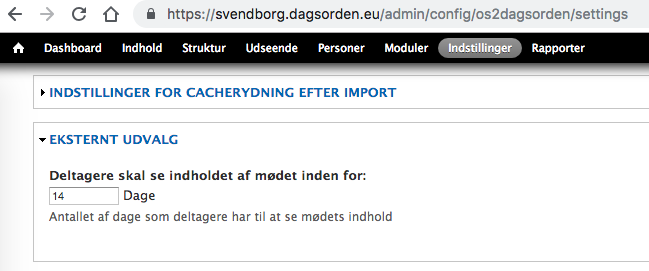 https://svendborg.dagsorden.eu/admin/config/os2dagsorden/settings
Dashboard Indhold Struktur Udseende Personer Moduler Indstillinger Rapporter
INDSTILLINGER FOR CACHERYDNING EFTER IMPORT
EKSTERNT UDVALG
Deltagere skal se indholdet af mødet inden for:
14 Dage
Antallet af dage som deltagere har til at se mødets indhold